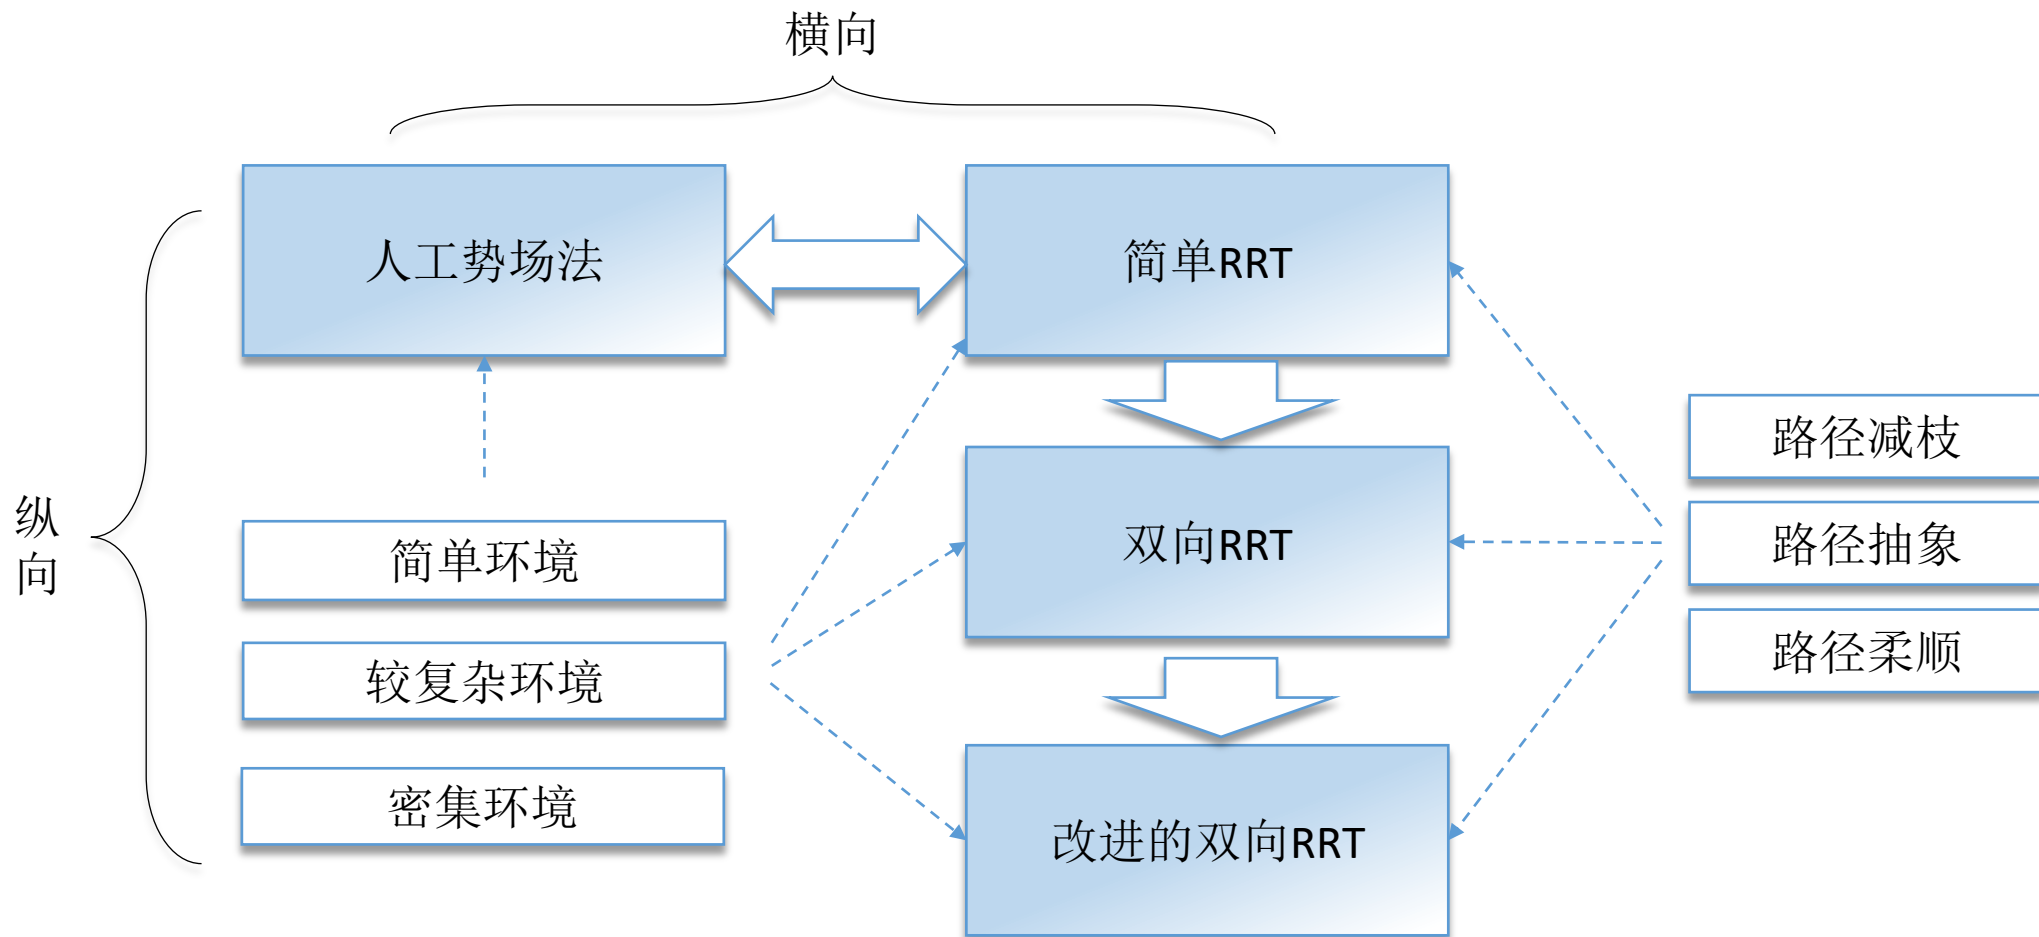 横向
人工势场法
简单RRT
路径减枝
纵
向
简单环境
双向RRT
路径抽象
较复杂环境
路径柔顺
密集环境
改进的双向RRT